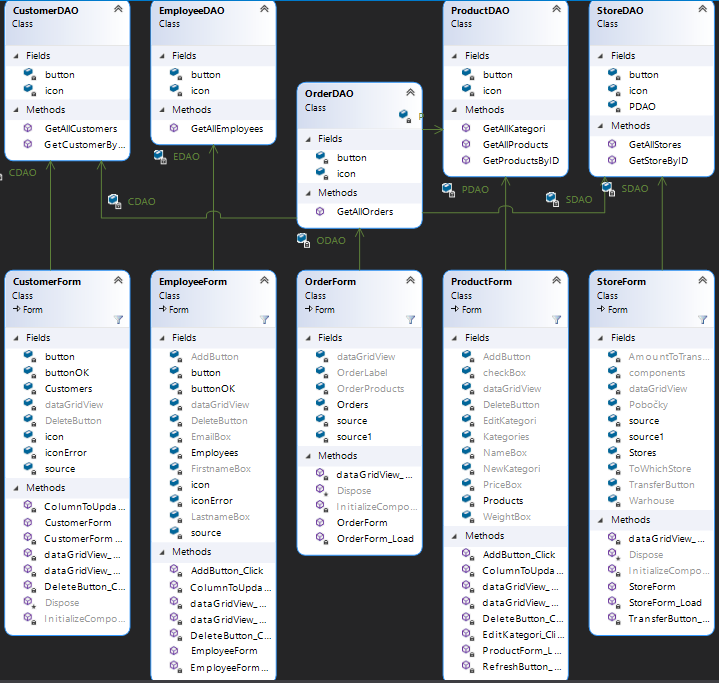 CustomerDAO
Class
Fields
button
icon
Methods
GetAllCustomers
GetCustomerBy...
EmployeeDAO
Class
Fields
button
icon
Methods
GetAllEmployees
OrderDAO
Class
Fields
button
icon
Methods
GetAllOrders
ProductDAO
Class
Fields
button
icon
Methods
GetAllKategori
GetAllProducts
GetProductsByID
StoreDAO
Class
Fields
button
icon
PDAO
Methods
GetAllStores
GetStoreByID
CDAO
EDAO
CDAO
ODAO
PDAO
SDAO
SDAO
CustomerForm
Class
Form
Fields
button
buttonOK
Customers
dataGridView
DeleteButton
icon
iconError
source
Methods
ColumnToUpda...
CustomerForm
CustomerForm ...
dataGridView_...
dataGridView_...
DeleteButton_C...
Dispose
InitializeCompo...
EmployeeForm
Class
Form
Fields
AddButton
button
buttonOK
dataGridView
DeleteButton
EmailBox
Employees
FirstnameBox
icon
iconError
LastnameBox
source
Methods
AddButton_Click
ColumnToUpda...
dataGridView_...
dataGridView_...
DeleteButton_C...
EmployeeForm
EmployeeForm...
OrderForm
Class
Form
Fields
dataGridView
OrderLabel
OrderProducts
Orders
source
source1
Methods
dataGridView_...
Dispose
InitializeCompo...
OrderForm
OrderForm_Load
ProductForm
Class
Form
Fields
AddButton
checkBox
dataGridView
DeleteButton
EditKategori
Kategories
NameBox
NewKategori
PriceBox
Products
WeightBox
Methods
AddButton_Click
ColumnToUpda...
dataGridView_...
dataGridView_...
DeleteButton_C...
EditKategori_Cli...
ProductForm_L...
RefreshButton_...
StoreForm
Class
Form
Fields
AmountToTrans...
components
dataGridView
Pobočky
source
source1
Stores
ToWhichStore
TransferButton
Warhouse
Methods
dataGridView_...
Dispose
InitializeCompo...
StoreForm
StoreForm_Load
TransferButton_...